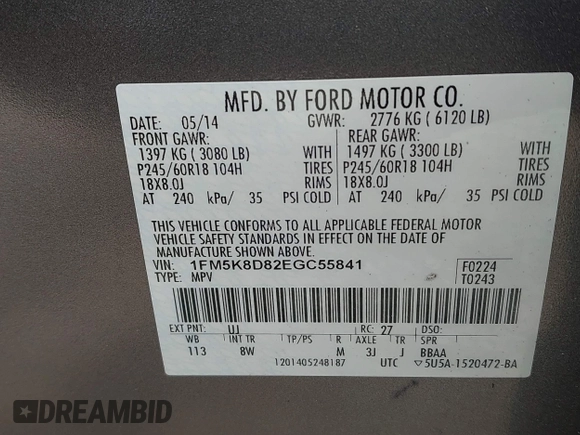 MFD. BY FORD MOTOR CO.
DATE: 05/14 GVWR: 2776 KG ( 6120 LB)
FRONT GAWR: REAR GAWR:
1397 KG ( 3080 LB) WITH 1497 KG ( 3300 LB) WITH
P245/60R18 104H TIRES P245/60R18 104H TIRES
18X8.0J RIMS 18X8.0J RIMS
AT 240 kPa/ 35 PSI COLD AT 240 kPa/ 35 PSI COLD
THIS VEHICLE CONFORMS TO ALL APPLICABLE FEDERAL MOTOR
VEHICLE SAFETY STANDARDS IN EFFECT ON THE DATE OF
MANUFACTURE SHOWN ABOVE.
VIN: 1FM5K8D82EGC55841 F0224
TYPE: MPV T0243
EXT PNT: UJ RC: 27 DSO:
WB INT TR TP/PS R AXLE TR SPR
113 8W M 3J J BBAA
1201405248187 UTC ▽5U5A-1520472-BA
DREAMBID